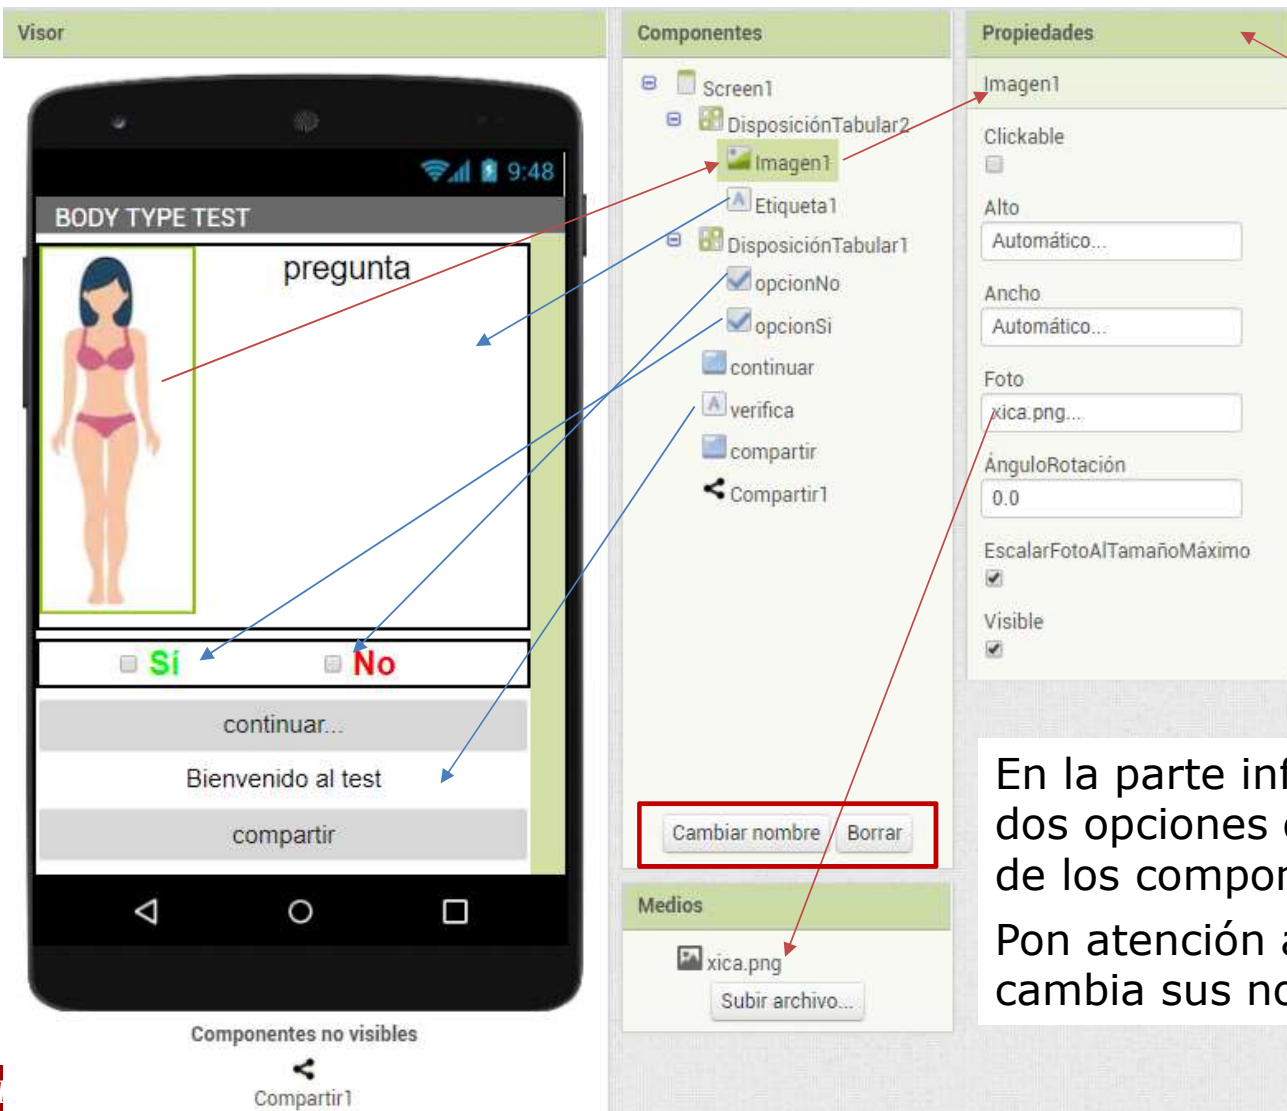 Visor
9:48
BODY TYPE TEST
pregunta
Sí
No
continuar...
Bienvenido al test
compartir
Componentes no visibles
Compartir1
Componentes
Screen1
DisposiciónTabular2
Imagen1
Etiqueta1
DisposiciónTabular1
opcionNo
opcionSi
continuar
verifica
compartir
Compartir1
Cambiar nombre Borrar
Medios
xica.png
Subir archivo...
Propiedades
Imagen1
Clickable
Alto
Automático...
Ancho
Automático...
Foto
xica.png...
ÁnguloRotación
0.0
EscalarFotoAlTamañoMáximo
Visible
En la parte
dos opciones
de los
Pon atención
cambia sus